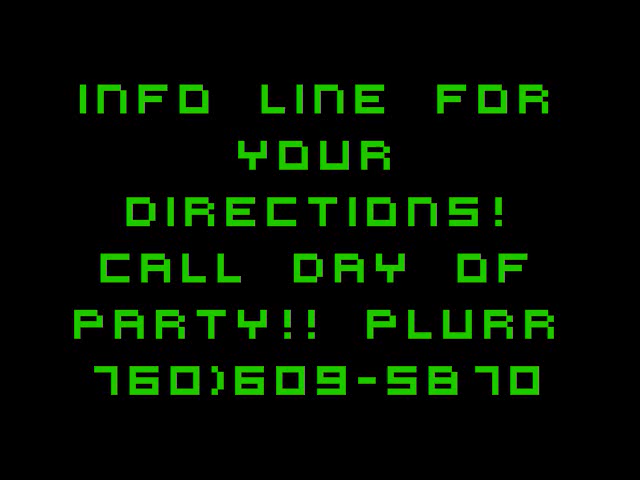 INFO LINE FOR
YOUR
DIRECTIONS!
CALL DAY OF
PARTY!! PLURR
760)609-5870